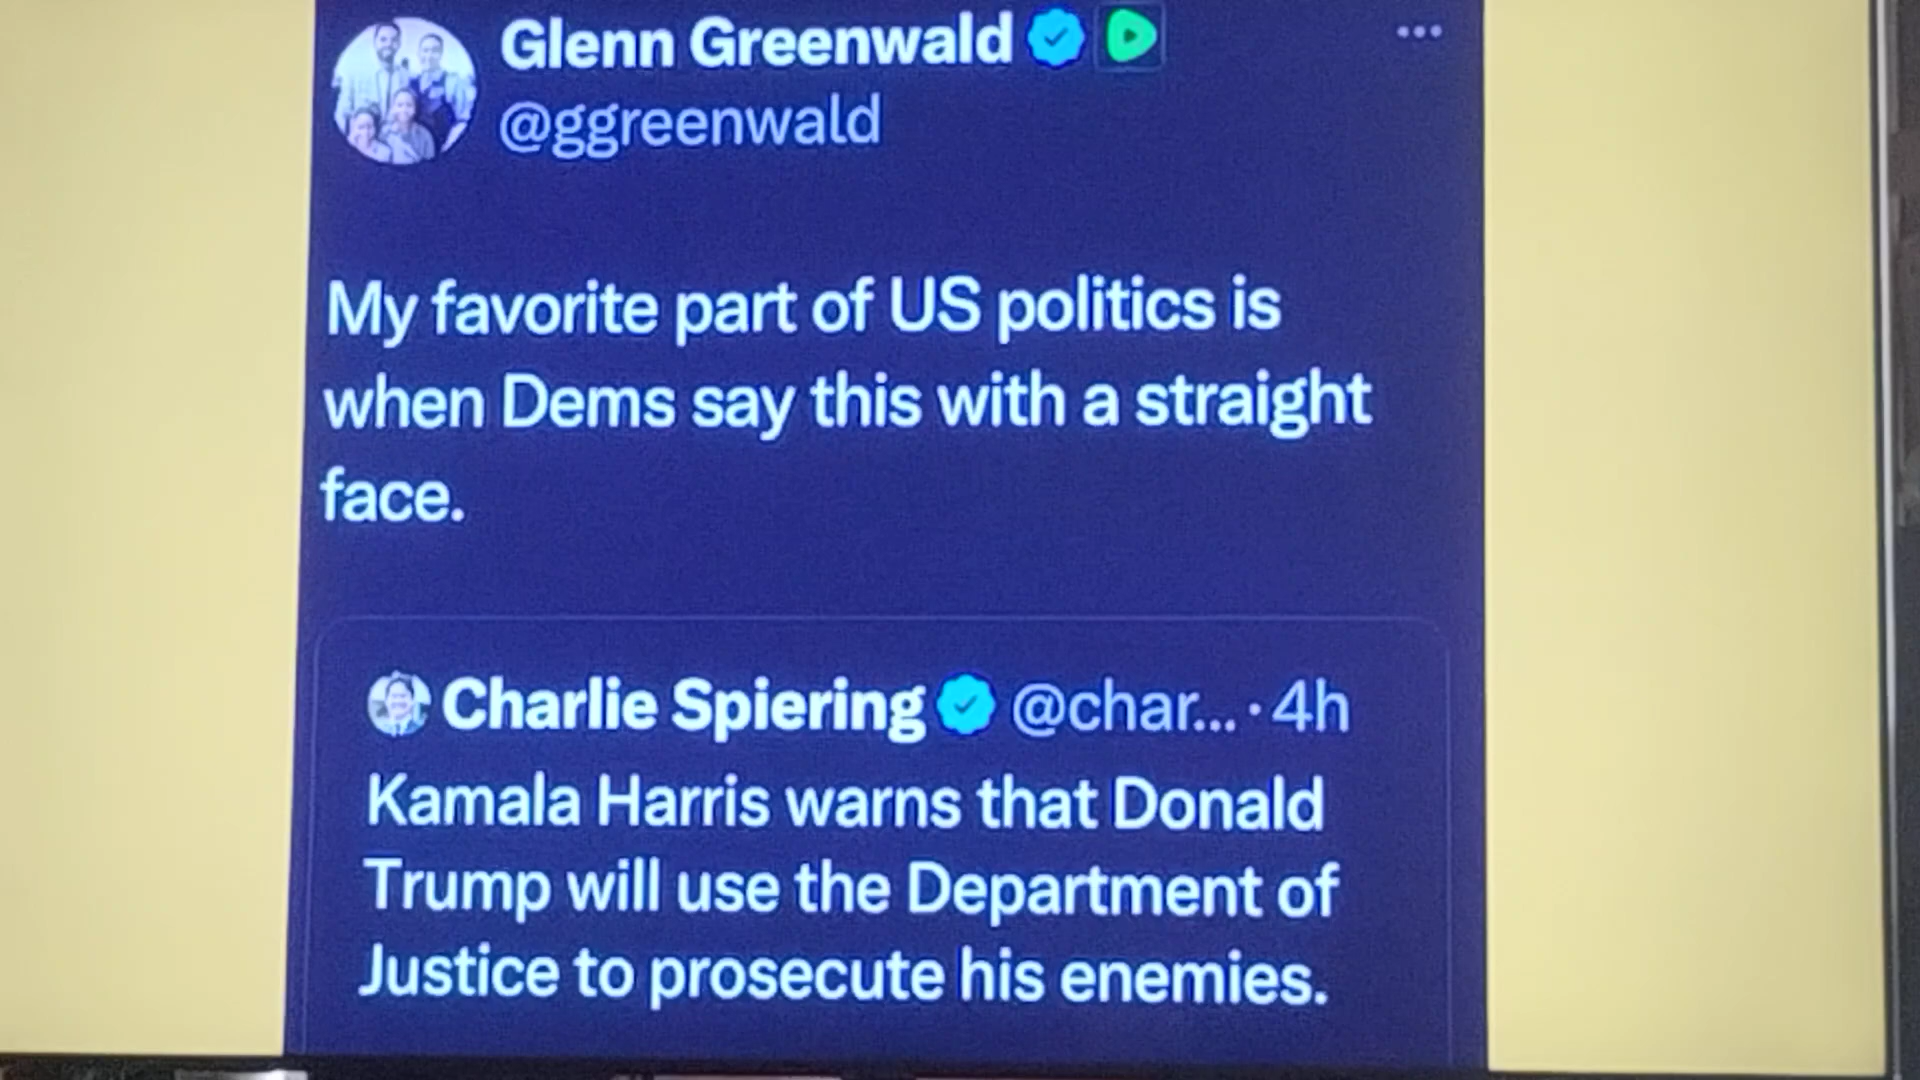 Glenn Greenwald
@ggreenwald
My favorite part of US politics is
when Dems say this with a straight
face.
Charlie Spiering @char... · 4h
Kamala Harris warns that Donald
Trump will use the Department of
Justice to prosecute his enemies.